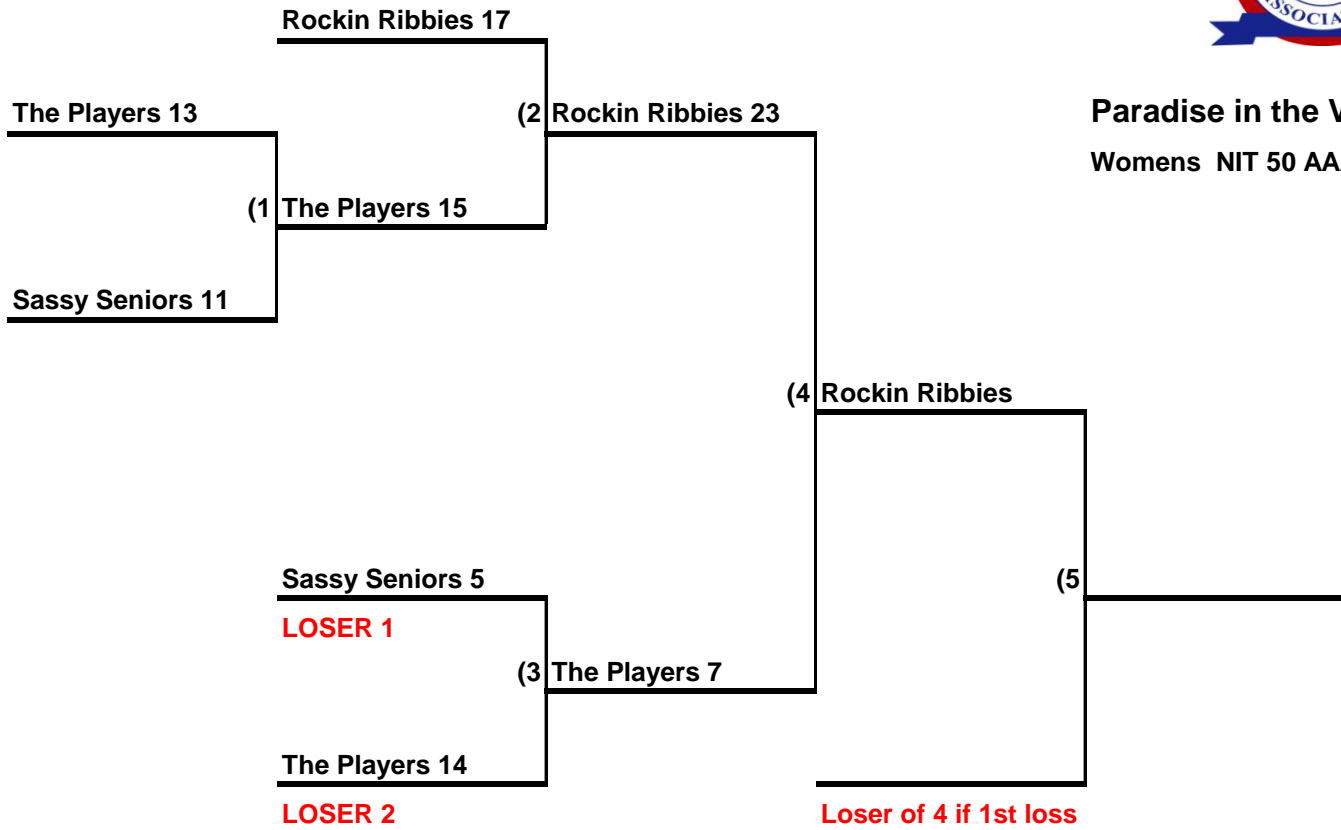 Rockin Ribbies 17
The Players 13
(2 Rockin Ribbies 23
Paradise in the
Womens NIT 50
(1 The Players 15
Sassy Seniors 11
(4 Rockin Ribbies
Sassy Seniors 5
(5
LOSER 1
(3 The Players 7
The Players 14
LOSER 2
Loser of 4 if 1st loss